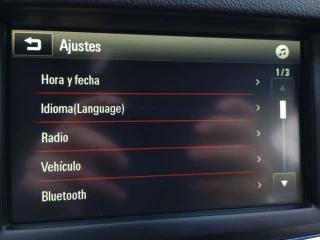 Ajustes
1/3
Hora y fecha
Idioma(Language)
Radio
Vehículo
Bluetooth